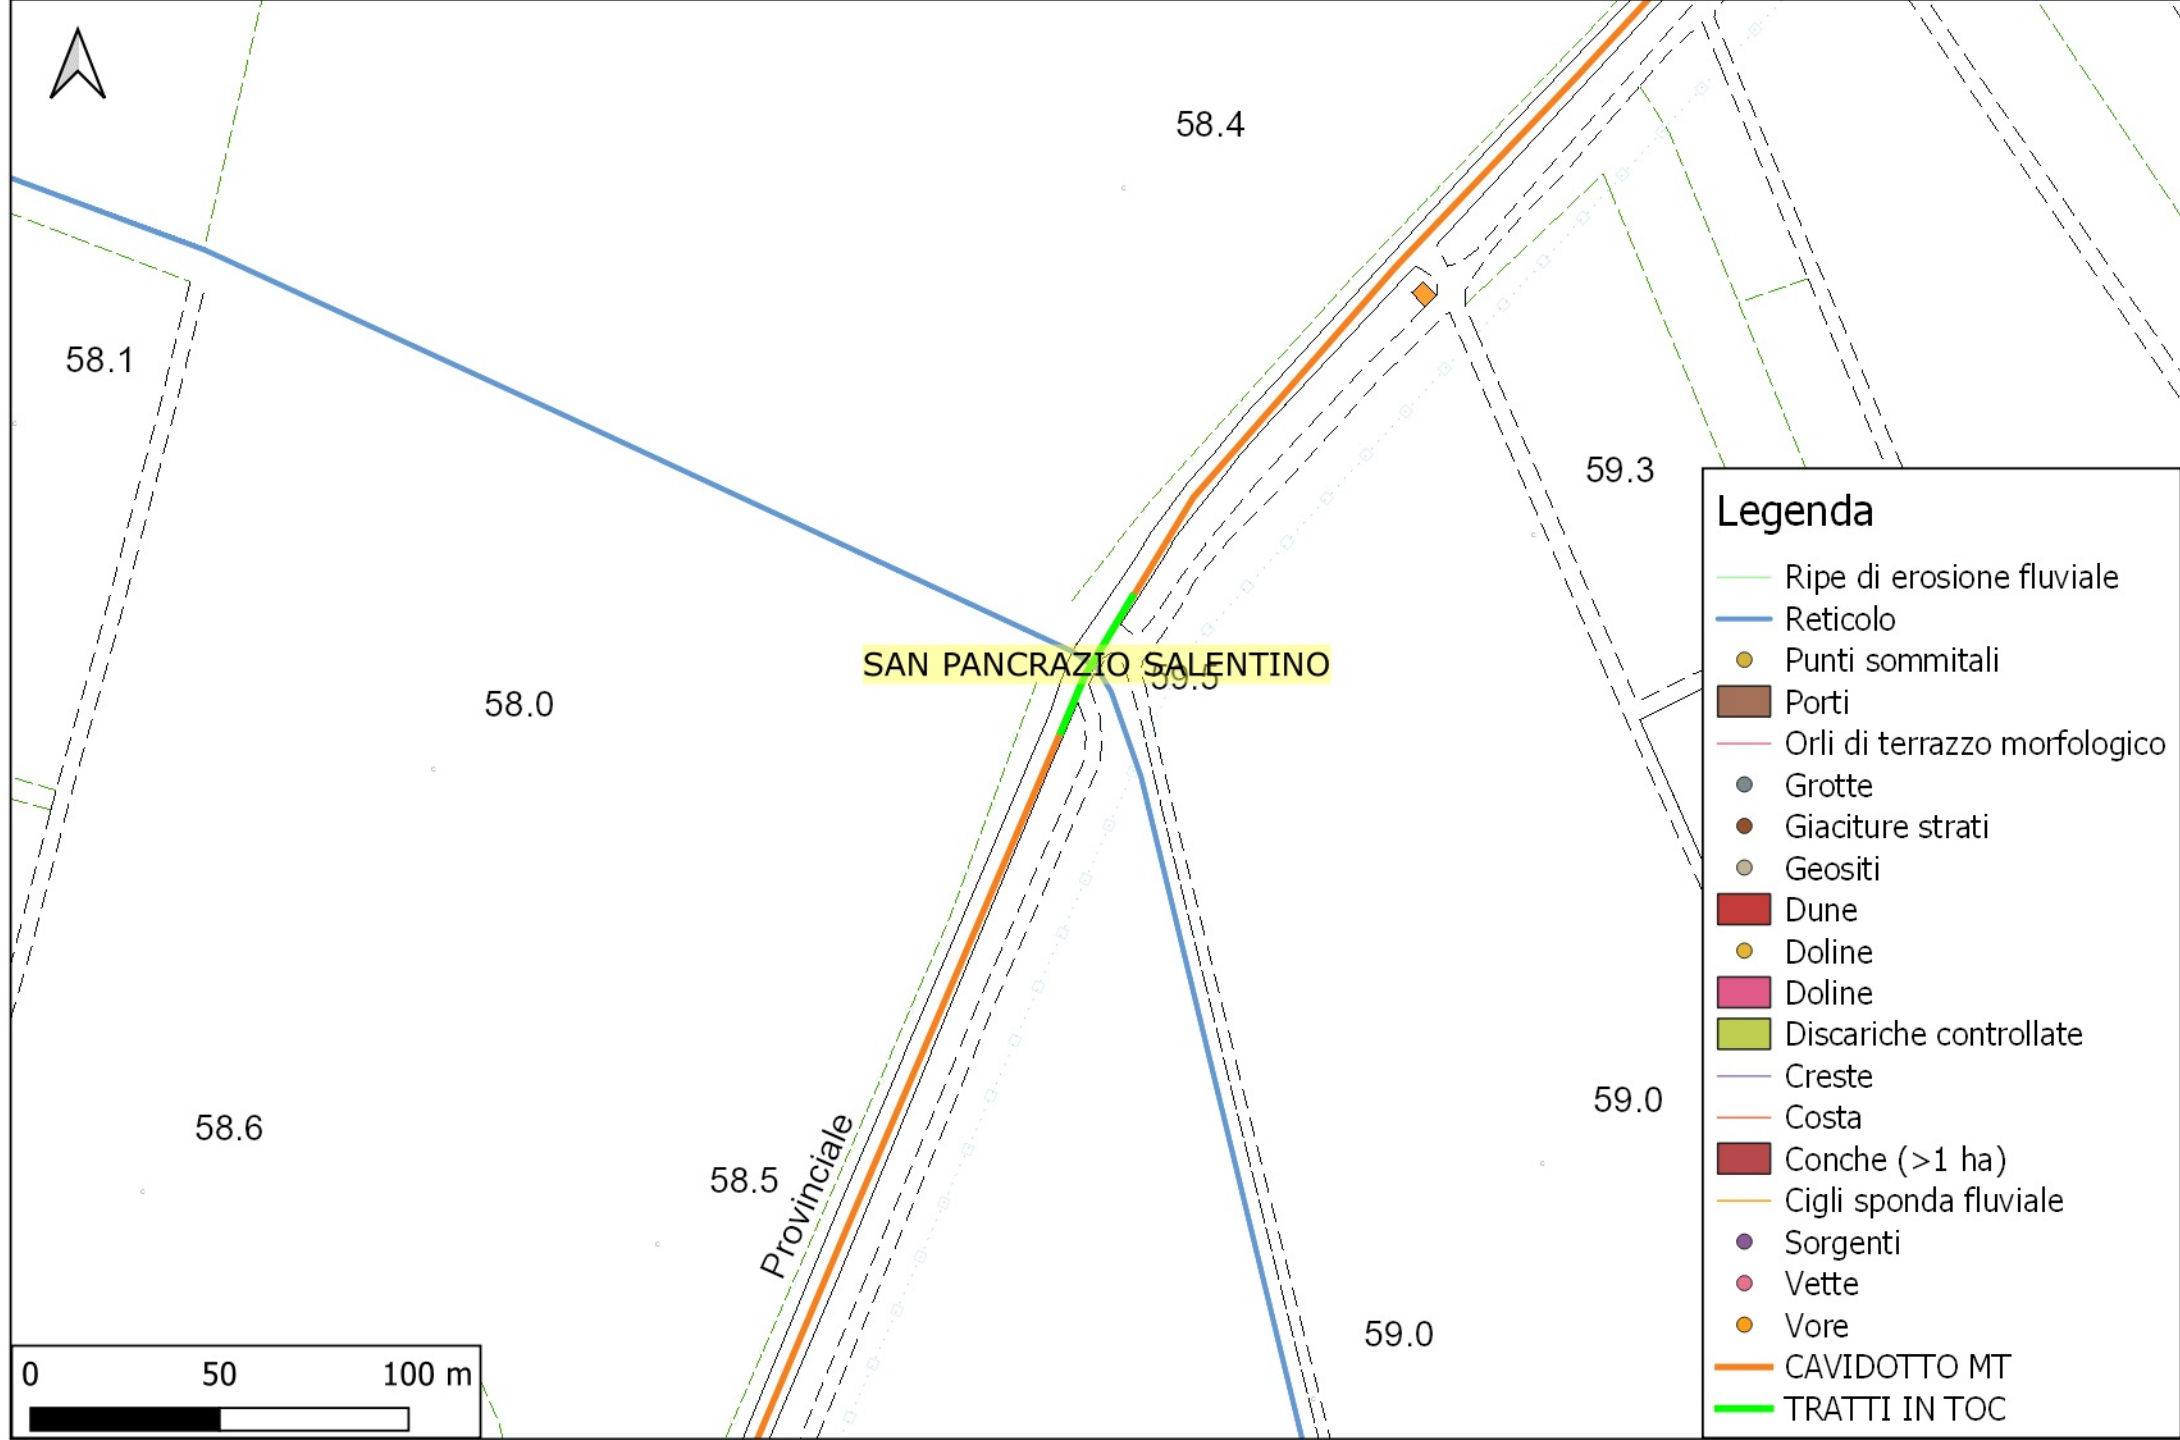 58.4
58.1
59.3
SAN PANCRAZIO SALENTINO
59.5
58.0
59.0
58.6
58.5
Provinciale
59.0
0 50 100 m
Legenda
Ripe di erosione fluviale
Reticolo
Punti sommitali
Porti
Orli di terrazzo morfologico
Grotte
Giaciture strati
Geositi
Dune
Doline
Doline
Discariche controllate
Creste
Costa
Conche (>1 ha)
Cigli sponda fluviale
Sorgenti
Vette
Vore
CAVIDOTTO MT
TRATTI IN TOC